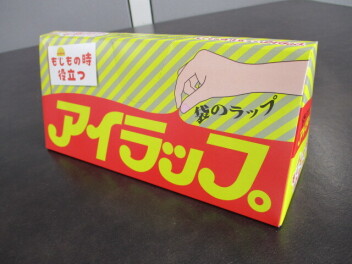 もしもの時
役立つ
袋のラップ
アイラップ。